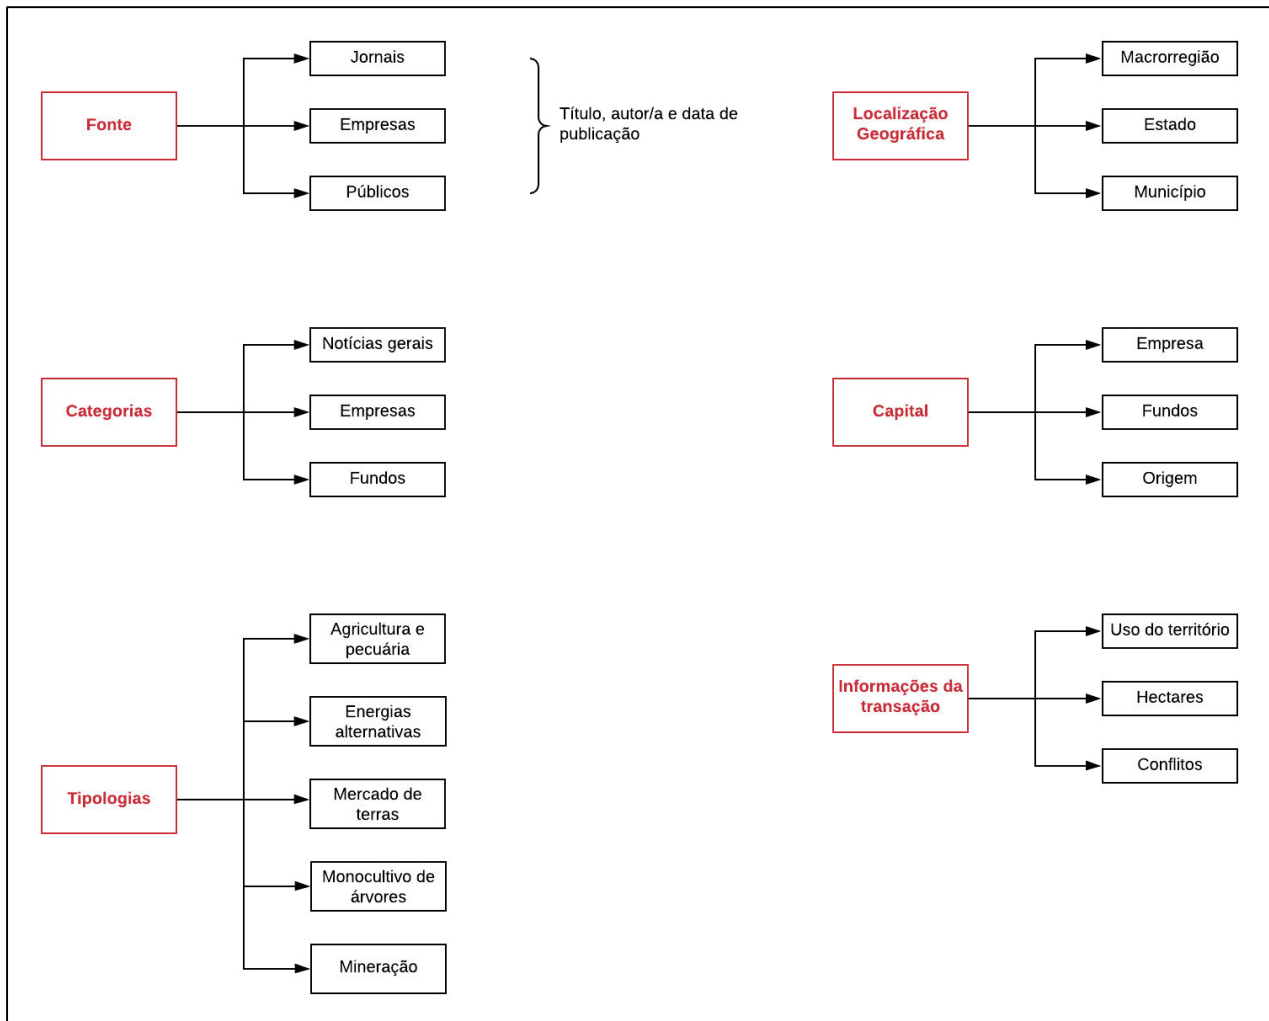 Fonte
Jornais
Empresas
Públicos
Título, autor/a e data de
publicação
Localização
Geográfica
Macrorregião
Estado
Município
Categorias
Notícias gerais
Empresas
Fundos
Capital
Empresa
Fundos
Origem
Tipologias
Agricultura e
pecuária
Energias
alternativas
Mercado de
terras
Monocultivo de
árvores
Mineração
Informações da
transação
Uso do território
Hectares
Conflitos